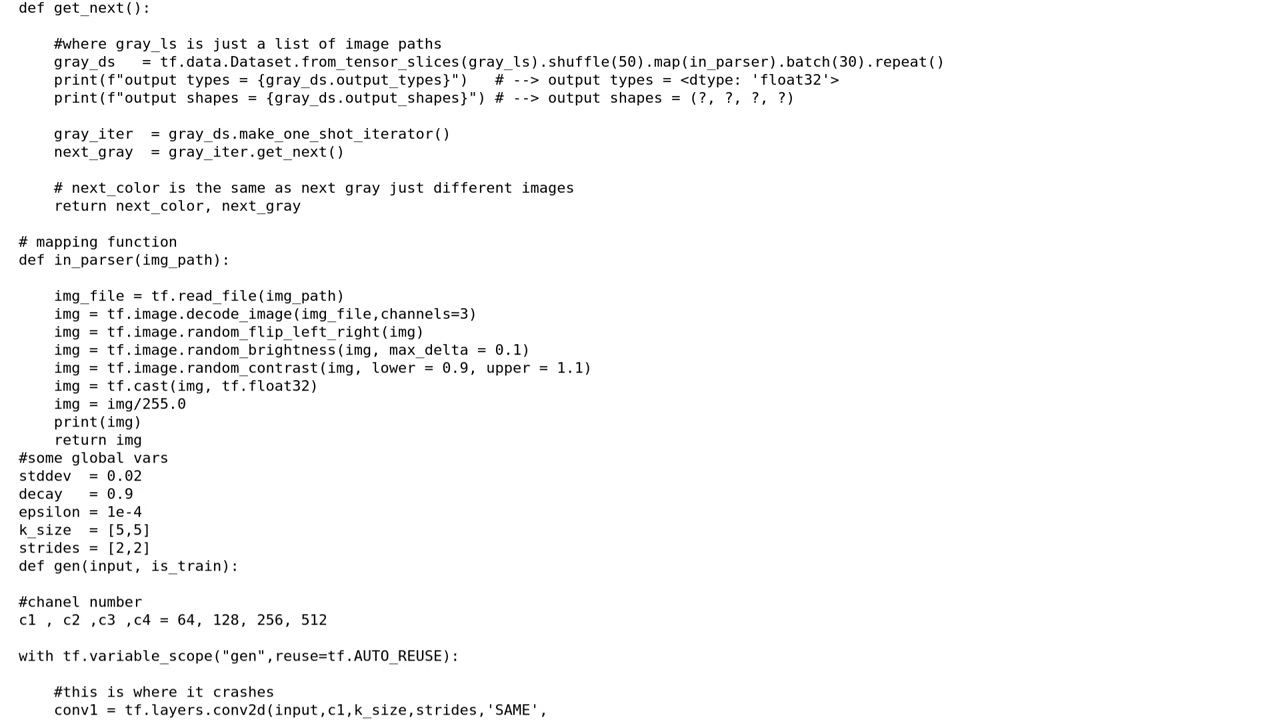 def get_next():
    #where gray_ls is just a list of image paths
    gray_ds   = tf.data.Dataset.from_tensor_slices(gray_ls).shuffle(50).map(in_parser).batch(30).repeat()
    print(f"output types = {gray_ds.output_types}")   # --> output types = <dtype: 'float32'>
    print(f"output shapes = {gray_ds.output_shapes}") # --> output shapes = (?, ?, ?, ?)
    gray_iter  = gray_ds.make_one_shot_iterator()
    next_gray  = gray_iter.get_next()
    # next_color is the same as next gray just different images
    return next_color, next_gray
# mapping function
def in_parser(img_path):
    img_file = tf.read_file(img_path)
    img = tf.image.decode_image(img_file,channels=3)
    img = tf.image.random_flip_left_right(img)
    img = tf.image.random_brightness(img, max_delta = 0.1)
    img = tf.image.random_contrast(img, lower = 0.9, upper = 1.1)
    img = tf.cast(img, tf.float32)
    img = img/255.0
    print(img)
    return img
#some global vars
stddev  = 0.02
decay   = 0.9
epsilon = 1e-4
k_size  = [5,5]
strides = [2,2]
def gen(input, is_train):
#chanel number
c1 , c2 ,c3 ,c4 = 64, 128, 256, 512
with tf.variable_scope("gen",reuse=tf.AUTO_REUSE):
    #this is where it crashes
    conv1 = tf.layers.conv2d(input,c1,k_size,strides,'SAME',